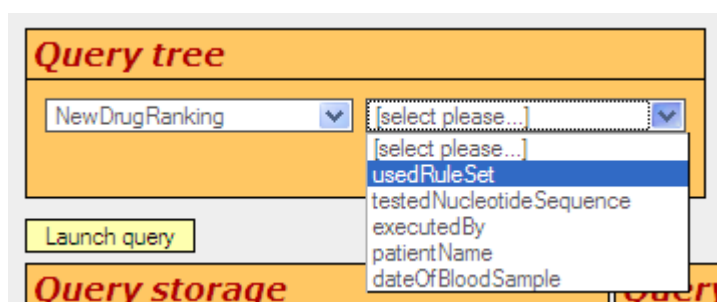 Query tree
NewDrugRanking [select please...]
[select please...]
usedRuleSet
testedNucleotideSequence
executedBy
patientName
dateOfBloodSample
Launch query
Query storage